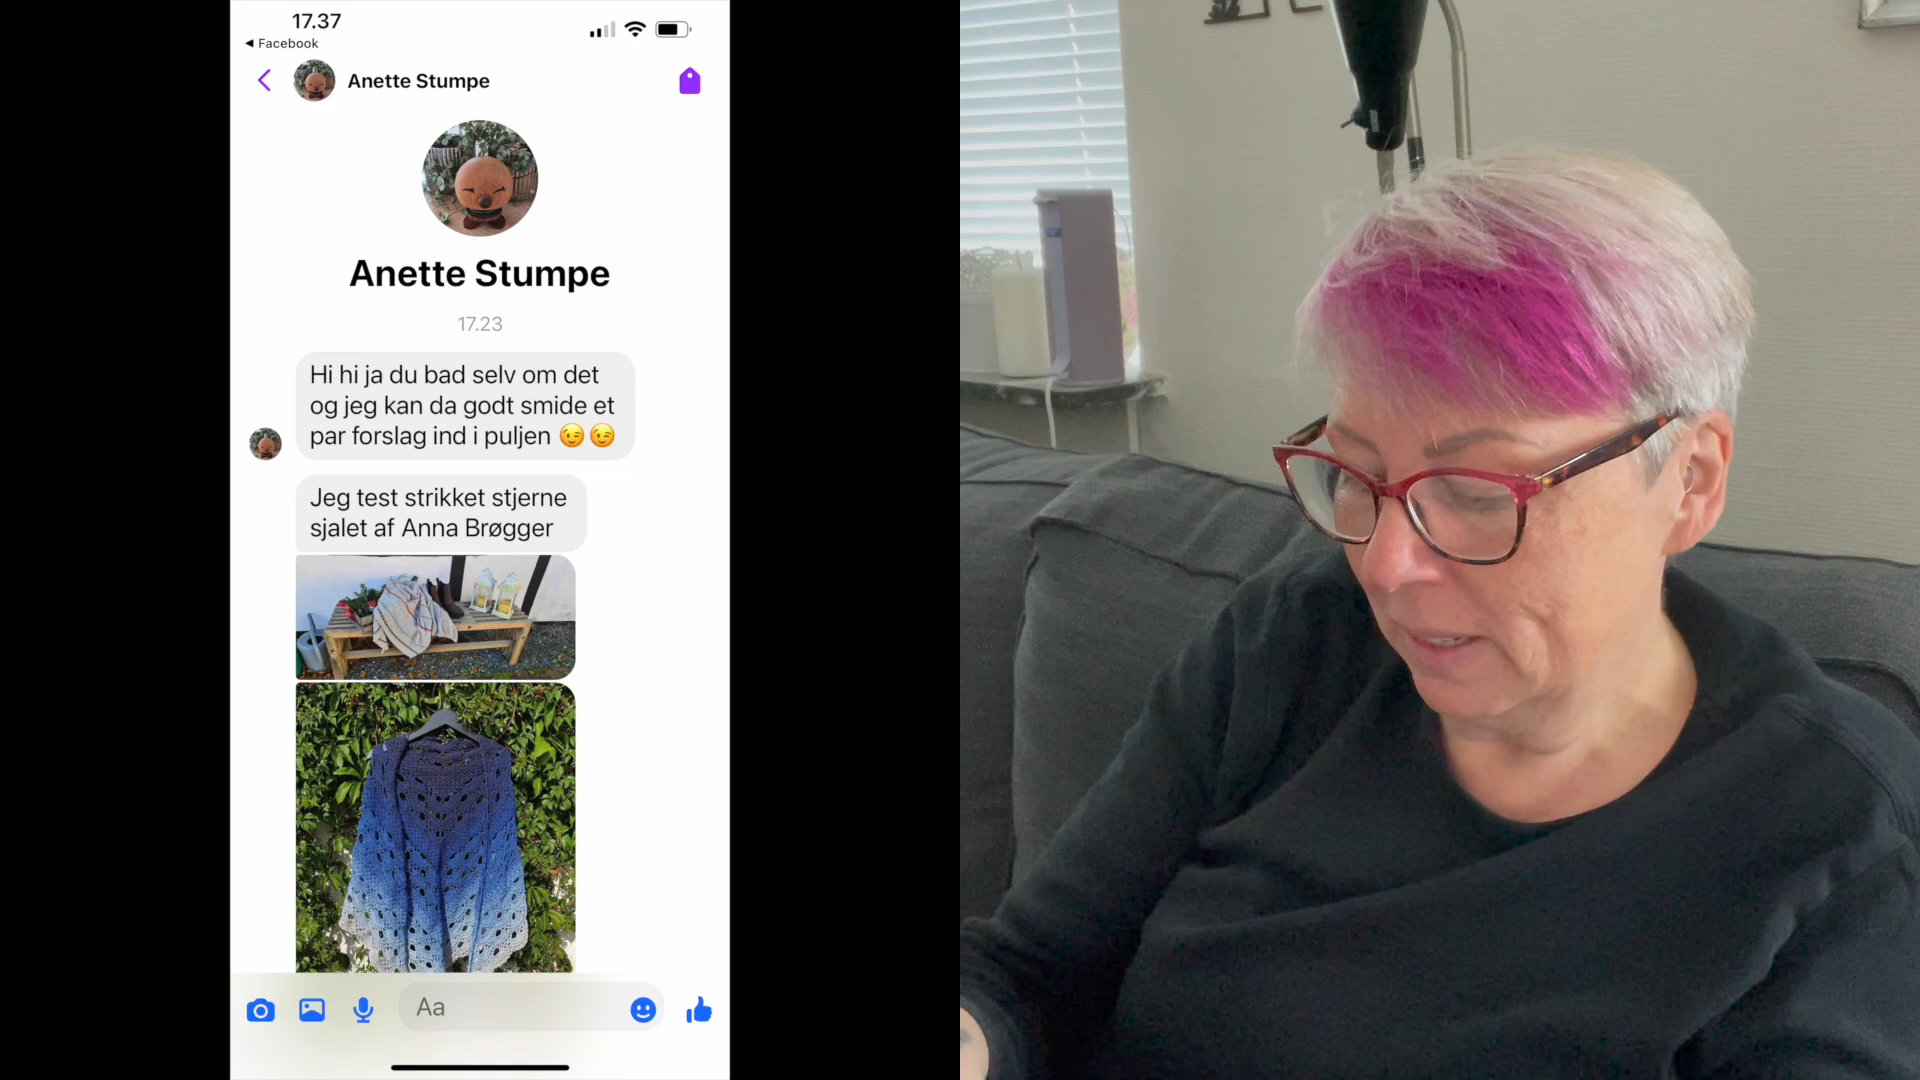 17.37
◀ Facebook
Anette Stumpe
Anette Stumpe
17.23
Hi hi ja du bad selv om det
og jeg kan da godt smide et
par forslag ind i puljen 😉 😉
Jeg test strikket stjerne
sjalet af Anna Brøgger
Aa